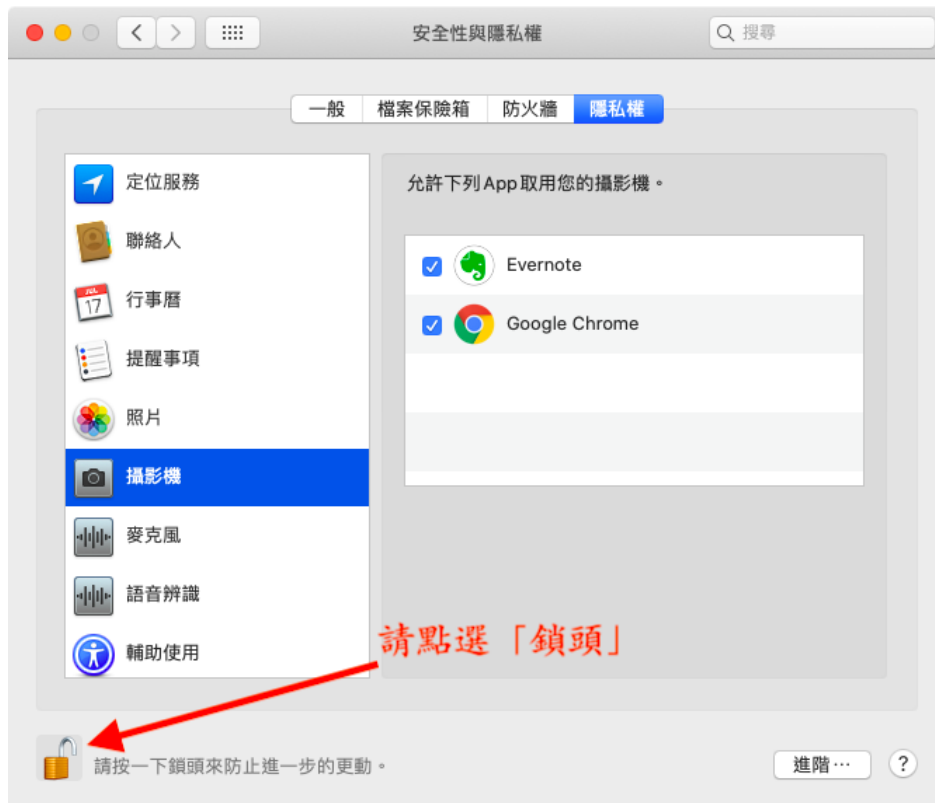 安全性與隱私權
搜尋
一般 檔案保險箱 防火牆 隱私權
定位服務
聯絡人
JUL
17
行事曆
提醒事項
照片
攝影機
麥克風
語音辨識
輔助使用
允許下列 App 取用您的攝影機。
Evernote
Google Chrome
請點選「鎖頭」
請按一下鎖頭來防止進一步的更動。
進階…
?